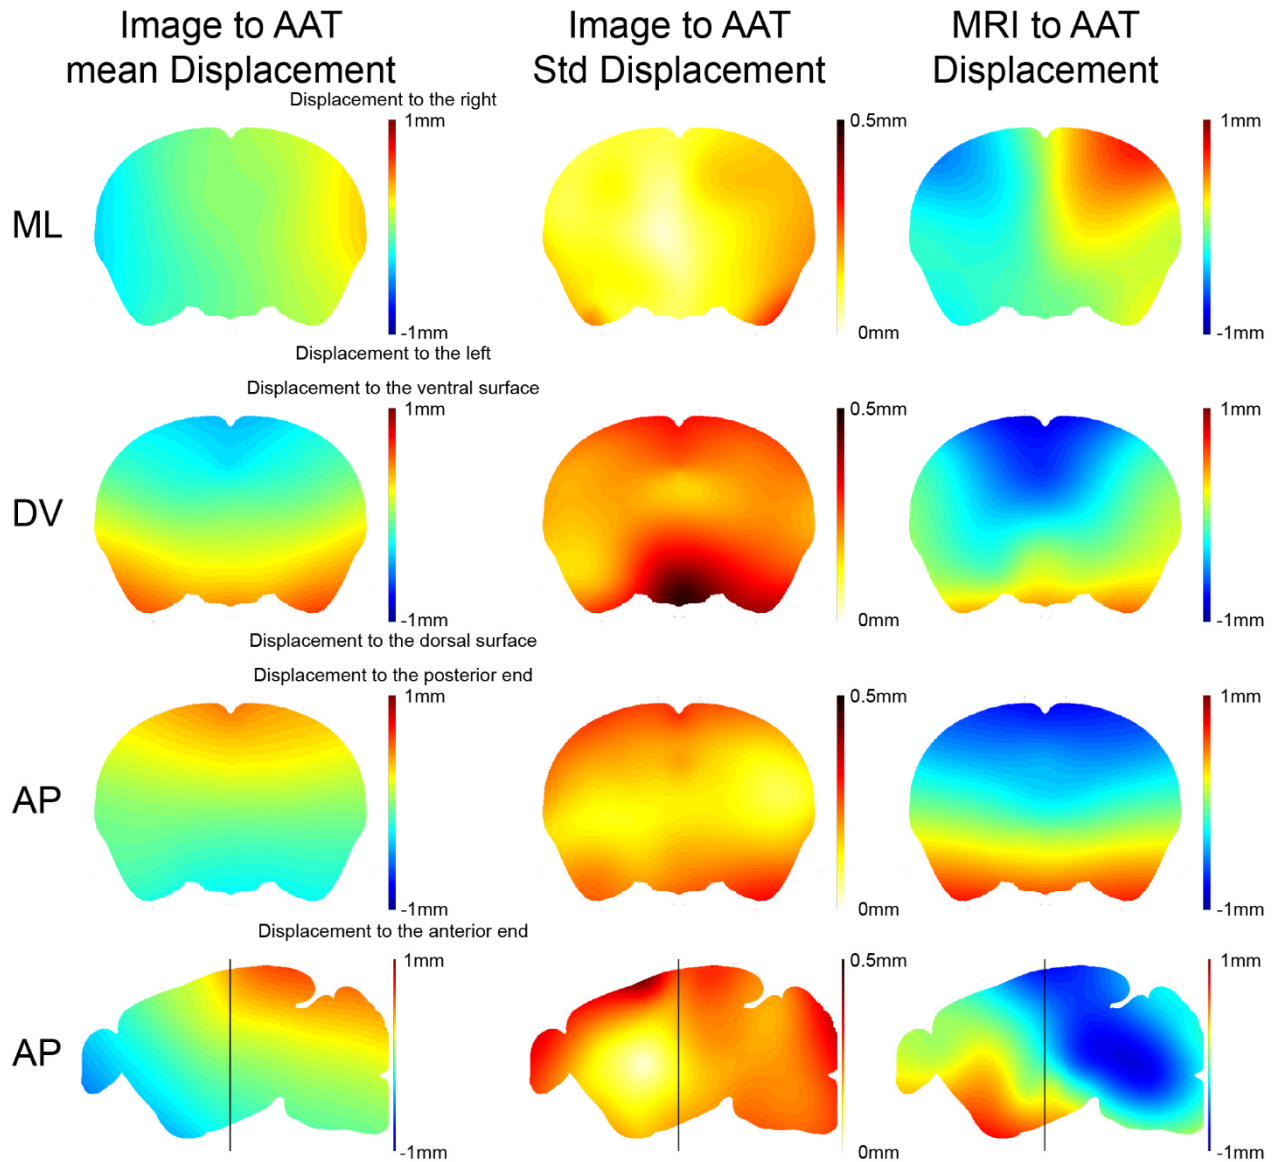 Image to AAT
mean Displacement
Image to AAT
Std Displacement
MRI to AAT
Displacement
Displacement to the right
ML
1mm
-1mm
0.5mm
0mm
1mm
-1mm
Displacement to the left
Displacement to the ventral surface
DV
1mm
-1mm
0.5mm
0mm
1mm
-1mm
Displacement to the dorsal surface
Displacement to the posterior end
AP
1mm
-1mm
0.5mm
0mm
1mm
-1mm
Displacement to the anterior end
AP
1mm
-1mm
0.5mm
0mm
1mm
-1mm